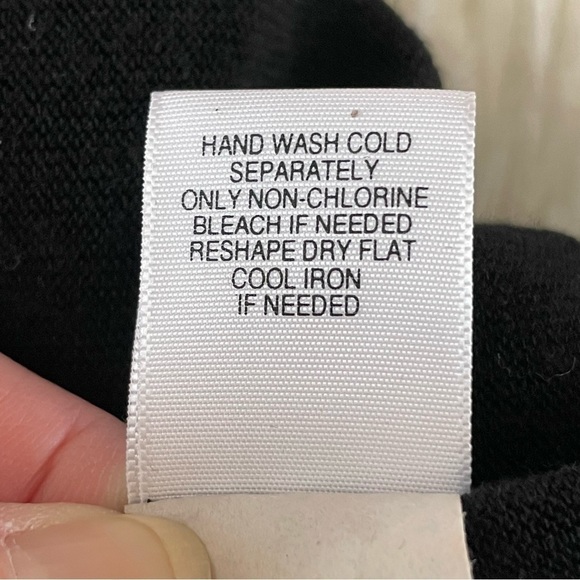 HAND WASH COLD
SEPARATELY
ONLY NON-CHLORINE
BLEACH IF NEEDED
RESHAPE DRY FLAT
COOL IRON
IF NEEDED